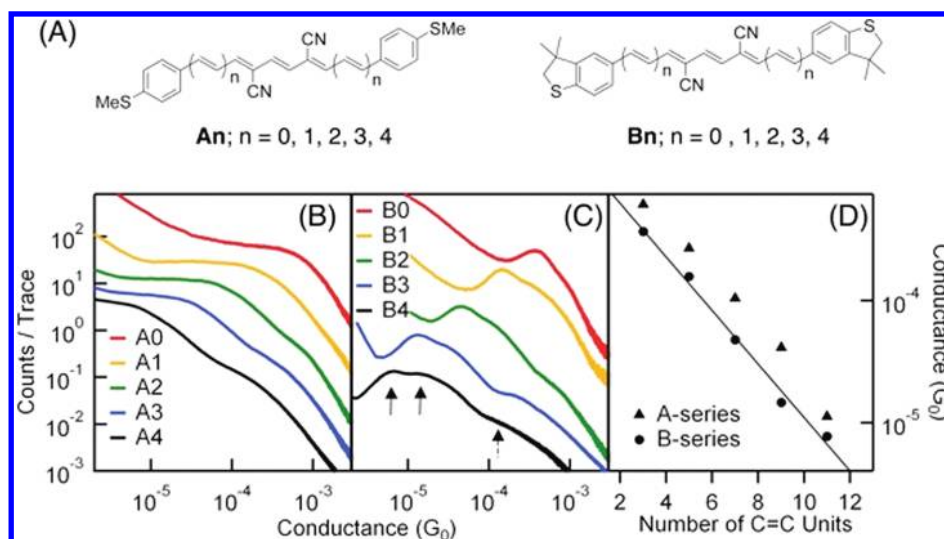 (A)
SMe
CN
n
n
CN
MeS
An; n = 0, 1, 2, 3, 4
S
CN
n
n
CN
S
Bn; n = 0 , 1, 2, 3, 4
(B)
Counts / Trace
10^2
10^1
10^0
10^-1
10^-2
10^-3
A0
A1
A2
A3
A4
10^-5
10^-4
10^-3
(C)
B0
B1
B2
B3
B4
10^-5
10^-4
10^-3
Conductance (G_0)
(D)
A-series
B-series
10^-4
10^-5
Conductance (G_0)
2
4
6
8
10
12
Number of C=C Units